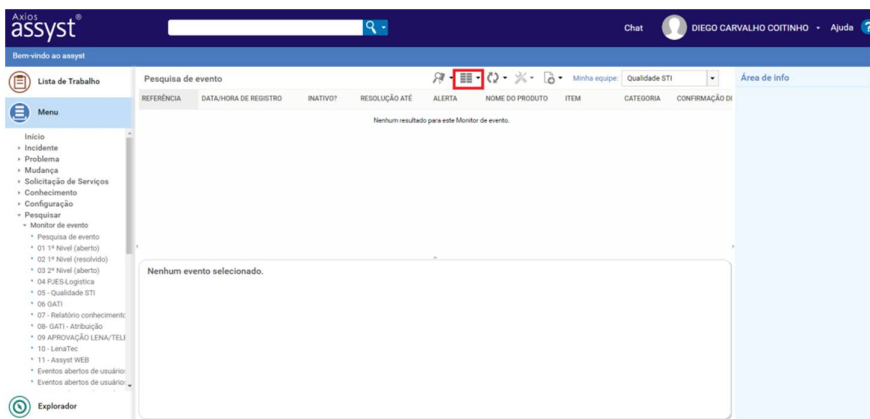 Axios
assyst®
Chat
DIEGO CARVALHO COITINHO
Ajuda
?
Bem-vindo ao assyst
Lista de Trabalho
Menu
Início
Incidente
Problema
Mudança
Solicitação de Serviços
Conhecimento
Configuração
Pesquisar
Monitor de evento
Pesquisa de evento
01 1º Nivel (aberto)
02 1º Nivel (resolvido)
03 2º Nivel (aberto)
04 PJES-Logistica
05 - Qualidade STI
06 GATI
07 - Relatório conhecimento
08- GATI - Atribuição
09 APROVAÇÃO LENA/TELE
10 - LenaTec
11 - Assyst WEB
Eventos abertos de usuário
Eventos abertos de usuário
Explorador
Pesquisa de evento
Minha equipe: Qualidade STI
REFERÊNCIA DATA/HORA DE REGISTRO INATIVO? RESOLUÇÃO ATÉ ALERTA NOME DO PRODUTO ITEM CATEGORIA CONFIRMAÇÃO DI
Nenhum resultado para este Monitor de evento.
Nenhum evento selecionado.
Área de info